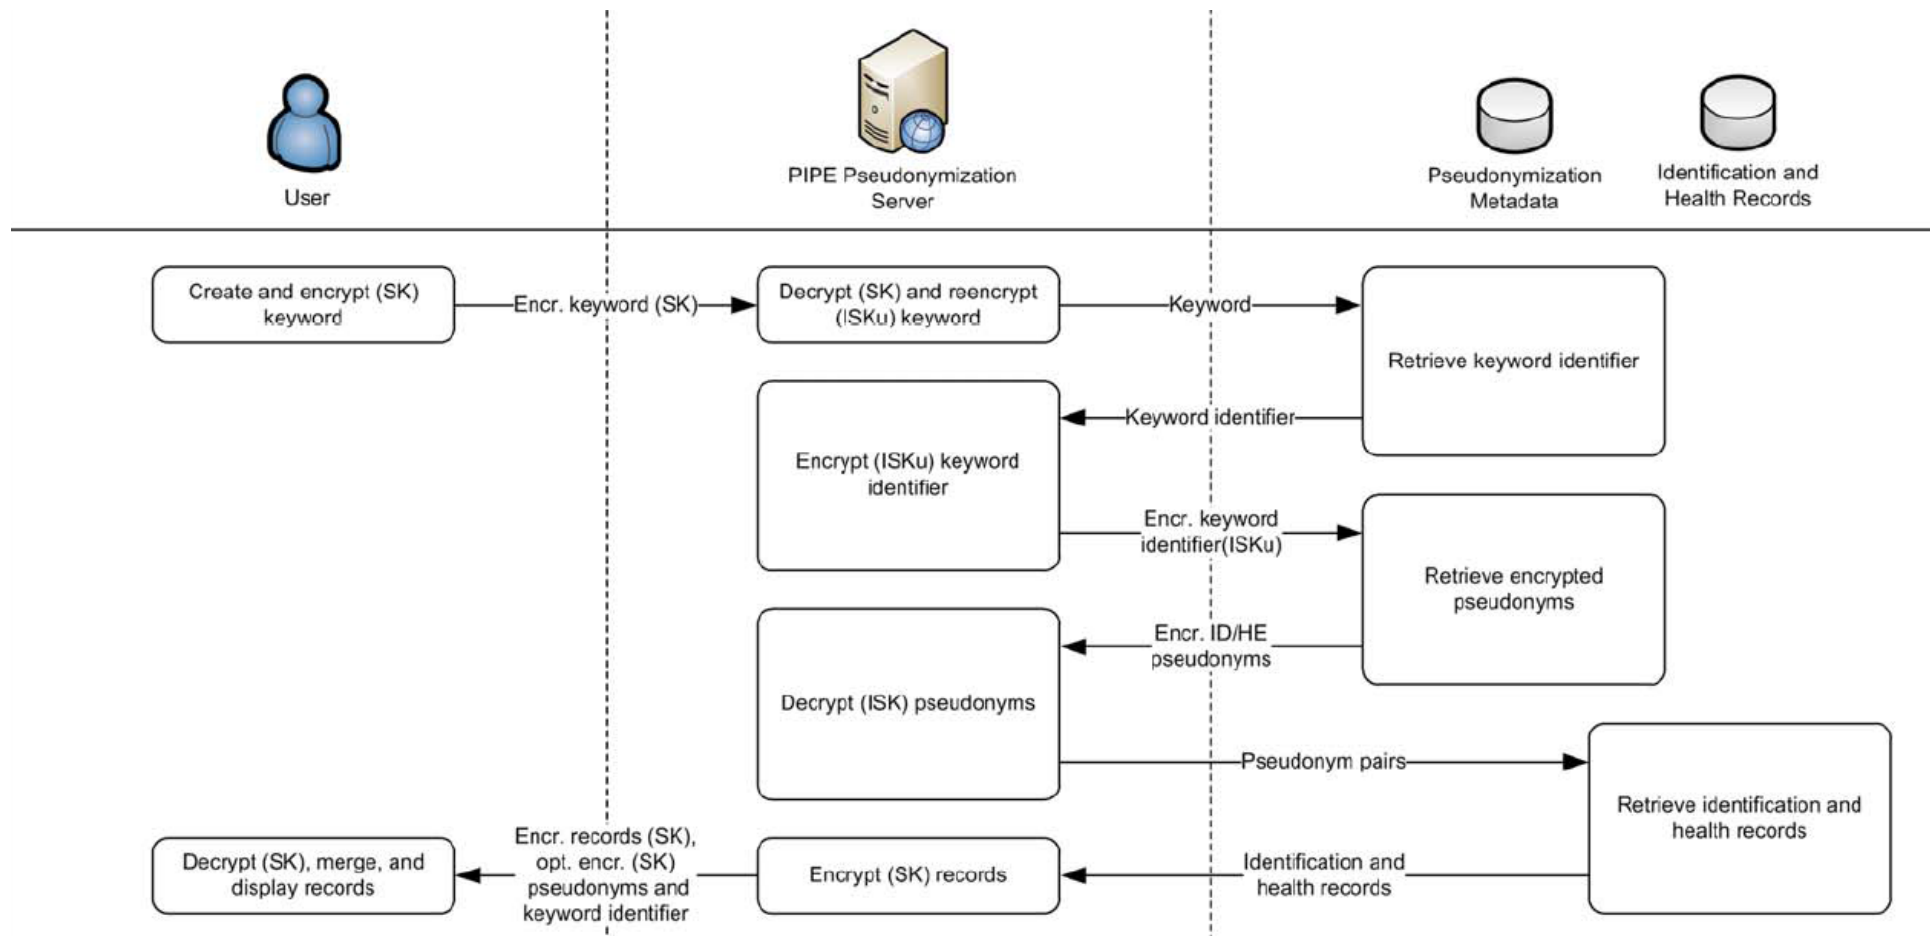 User
PIPE Pseudonymization
Server
Pseudonymization
Metadata
Identification and
Health Records
Create and encrypt (SK)
keyword
Encr. keyword (SK)
Decrypt (SK) and reencrypt
(ISKu) keyword
Keyword
Retrieve keyword identifier
Keyword identifier
Encrypt (ISKu) keyword
identifier
Encr. keyword
identifier(ISKu)
Retrieve encrypted
pseudonyms
Encr. ID/HE
pseudonyms
Decrypt (ISK) pseudonyms
Pseudonym pairs
Retrieve identification and
health records
Identification and
health records
Encrypt (SK) records
Encr. records (SK),
opt. encr. (SK)
pseudonyms and
keyword identifier
Decrypt (SK), merge, and
display records